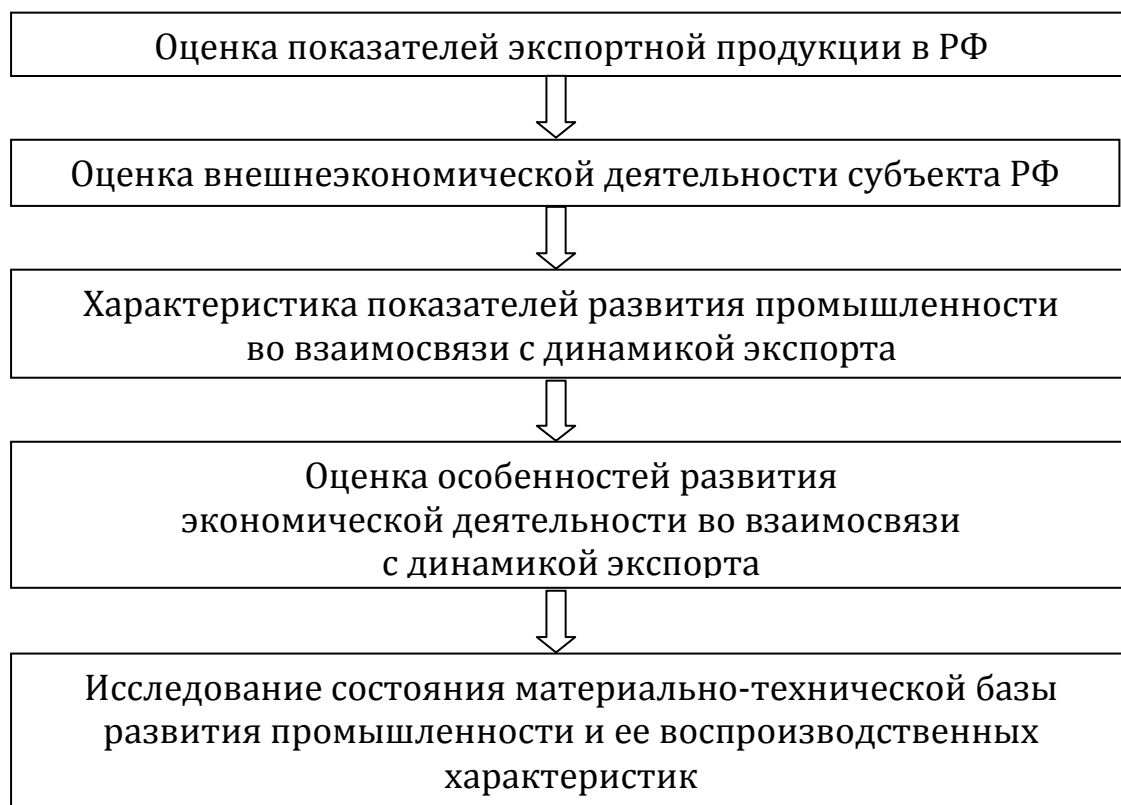 Оценка показателей экспортной продукции в РФ
Оценка внешнеэкономической деятельности субъекта РФ
Характеристика показателей развития промышленности
во взаимосвязи с динамикой экспорта
Оценка особенностей развития
экономической деятельности во взаимосвязи
с динамикой экспорта
Исследование состояния материально-технической базы
развития промышленности и ее воспроизводственных
характеристик